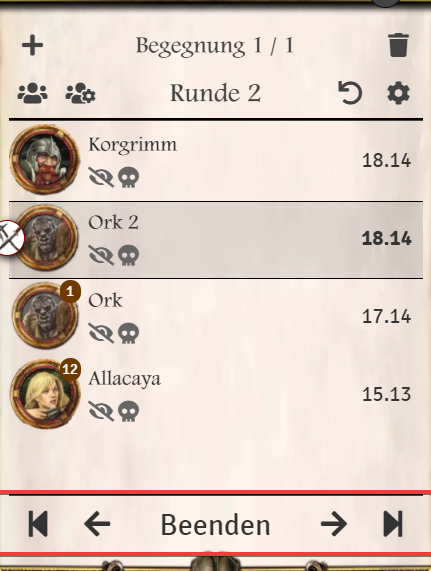 Begegnung 1 / 1
Runde 2
Korgrimm
18.14
Ork 2
18.14
1
Ork
17.14
12
Allacaya
15.13
Beenden